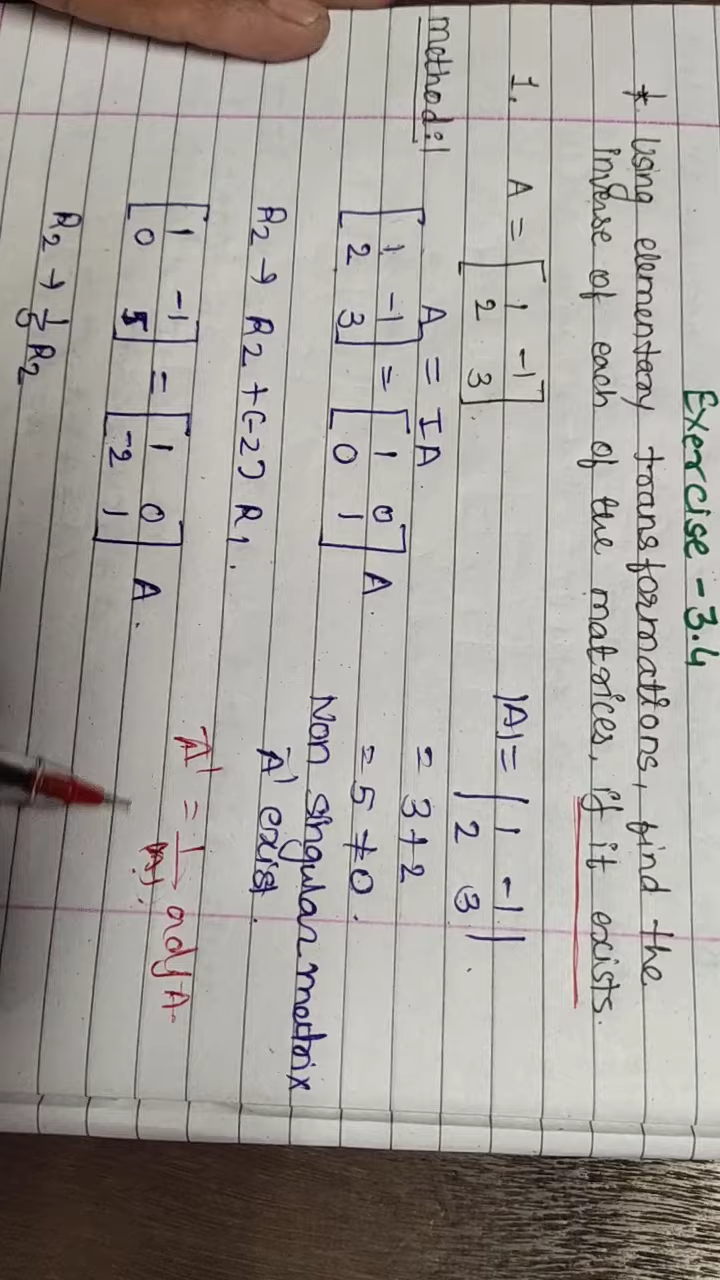 Exercise - 3.4
* Using elementary transformations, find the
inverse of each of the matrices, if it exists.
1. A = [1 -1
2 3].
|A| = |1 -1
2 3|.
= 3+2
= 5 ≠ 0.
Non singular matrix
A⁻¹ exist.
A⁻¹ = 1/|A| adj A.
method:1
A = IA.
[1 -1
2 3] = [1 0
0 1] A.
R2 → R2 + (-2) R1.
[1 -1
0 5] = [1 0
-2 1] A.
R2 → 1/5 R2